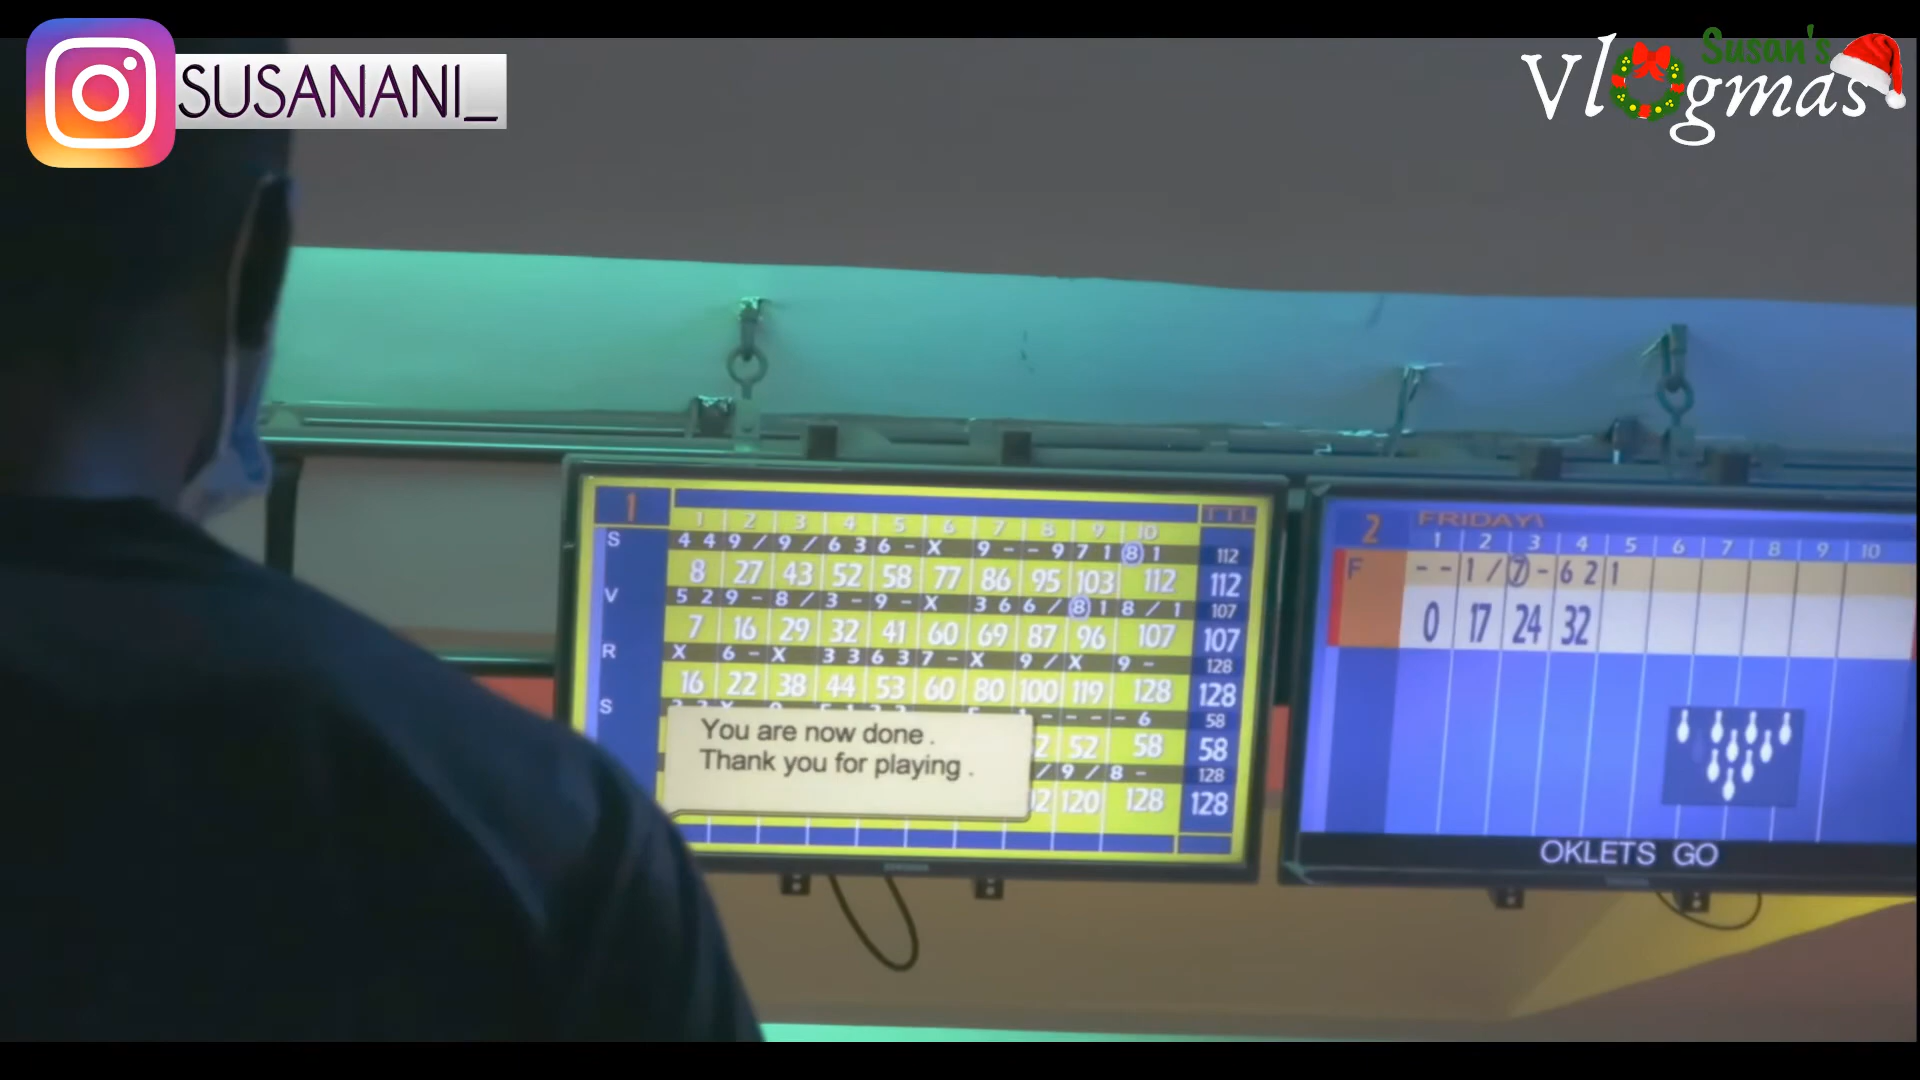 SUSANANI_
Susan's
Vlogmas
1
TTL
1 2 3 4 5 6 7 8 9 10
S 4 4 9 / 9 / 6 3 6 - X 9 - - 9 7 1 8 1 112
8 27 43 52 58 77 86 95 103 112 112
V 5 2 9 - 8 / 3 - 9 - X 3 6 6 / 8 1 8 / 1 107
7 16 29 32 41 60 69 87 96 107 107
R X 6 - X 3 3 6 3 7 - X 9 / X 9 - 128
16 22 38 44 53 60 80 100 119 128 128
S - - - - 6 58
52 58 58
/ 9 / 8 - 128
120 128 128
You are now done .
Thank you for playing .
2 FRIDAY\
1 2 3 4 5 6 7 8 9 10
F - - 1 / 7 - 6 2 1
0 17 24 32
OKLETS GO